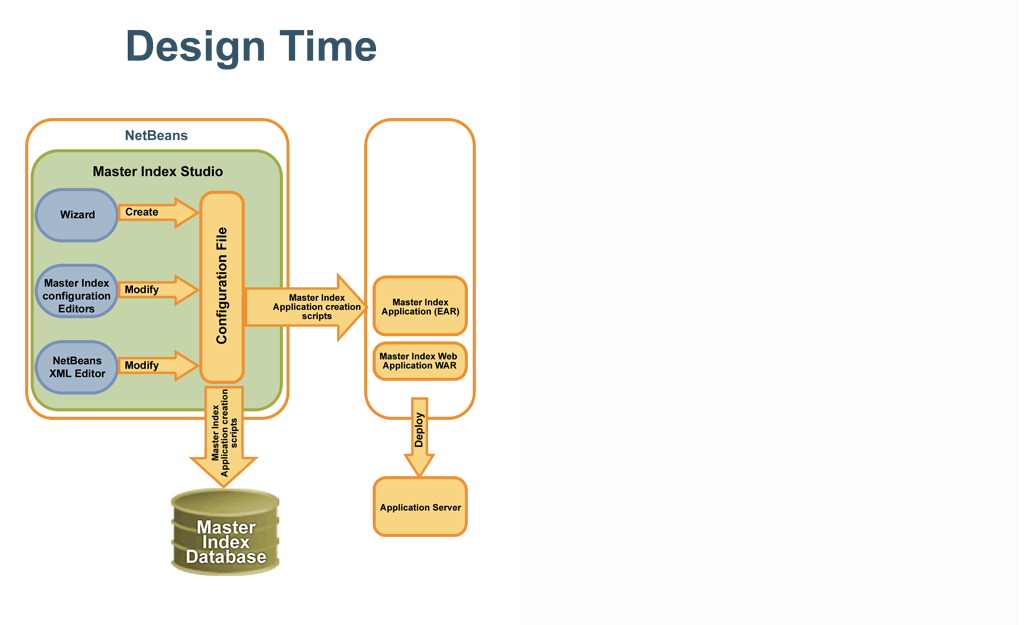 Design Time
NetBeans
Master Index Studio
Wizard
Create
Master Index
configuration
Editors
Modify
NetBeans
XML Editor
Modify
Configuration File
Master Index
Application creation
scripts
Master Index
Application (EAR)
Master Index Web
Application WAR
Master Index
Application creation
scripts
Deploy
Application Server
Master
Index
Database